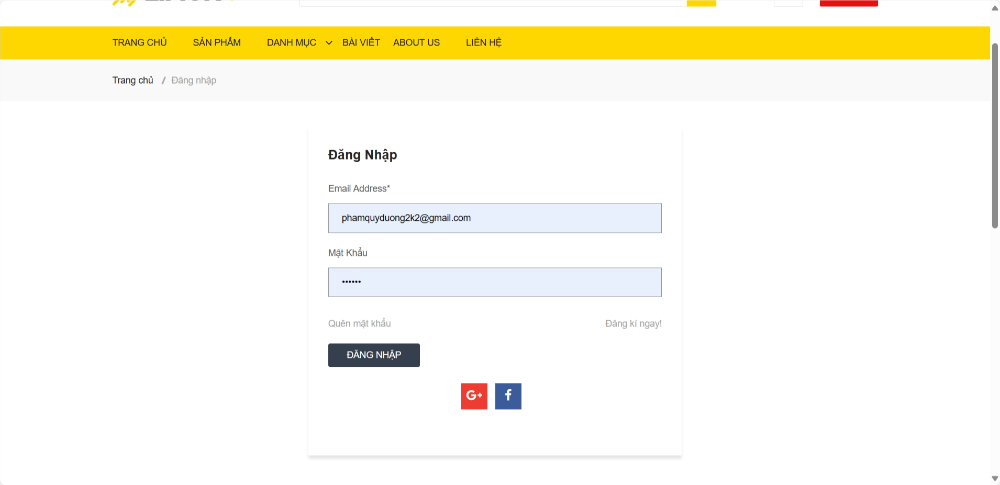 TRANG CHỦ SẢN PHẨM DANH MỤC BÀI VIẾT ABOUT US LIÊN HỆ
Trang chủ / Đăng nhập
Đăng Nhập
Email Address*
phamquyduong2k2@gmail.com
Mật Khẩu
••••••
Quên mật khẩu Đăng kí ngay!
ĐĂNG NHẬP
G+ f